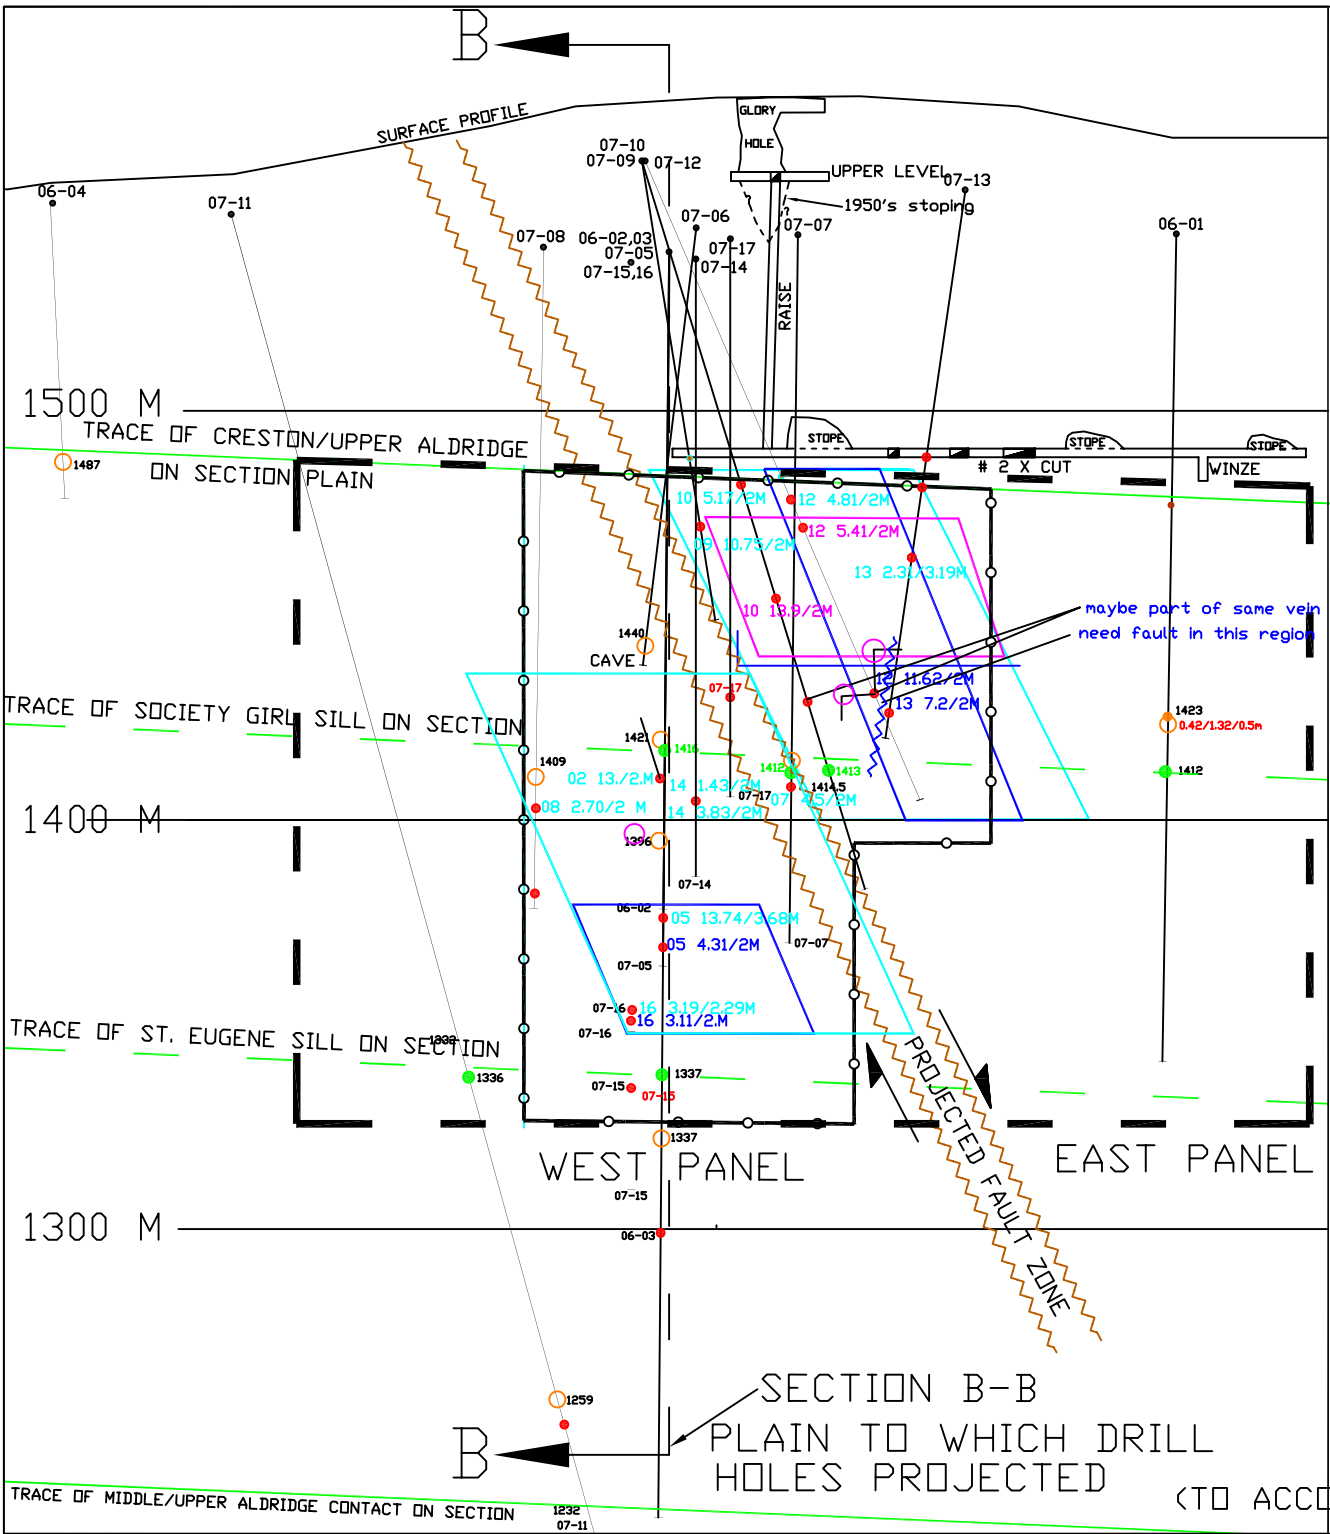 B
SURFACE PROFILE
GLORY
HOLE
07-10
07-09
07-12
UPPER LEVEL
07-13
1950's stoping
06-04
07-11
07-08
06-02,03
07-05
07-15,16
07-06
07-17
07-14
07-07
06-01
RAISE
1500 M
TRACE OF CRESTON/UPPER ALDRIDGE
ON SECTION PLAIN
1487
STOPE
STOPE
STOPE
# 2 X CUT
WINZE
10 5.17/2M
12 4.81/2M
12 5.41/2M
09 10.75/2M
13 2.31/3.19M
10 13.9/2M
maybe part of same vein
need fault in this region
1440
CAVE
12 11.62/2M
13 7.2/2M
07-17
TRACE OF SOCIETY GIRL SILL ON SECTION
1423
0.42/1.32/0.5m
1421
1416
1409
1412
1413
1412
02 13./2.M
14 1.43/2M
07-17
07 4.5/2M
1414.5
08 2.70/2 M
14 3.83/2M
1400 M
1396
07-14
06-02
05 13.74/3.68M
05 4.31/2M
07-07
07-05
07-16
16 3.19/2.29M
16 3.11/2.M
07-16
TRACE OF ST. EUGENE SILL ON SECTION
1332
1336
1337
07-15
07-15
PROJECTED FAULT ZONE
1337
WEST PANEL
EAST PANEL
07-15
1300 M
06-03
SECTION B-B
PLAIN TO WHICH DRILL
HOLES PROJECTED
1259
B
(TO ACCO
TRACE OF MIDDLE/UPPER ALDRIDGE CONTACT ON SECTION
1232
07-11